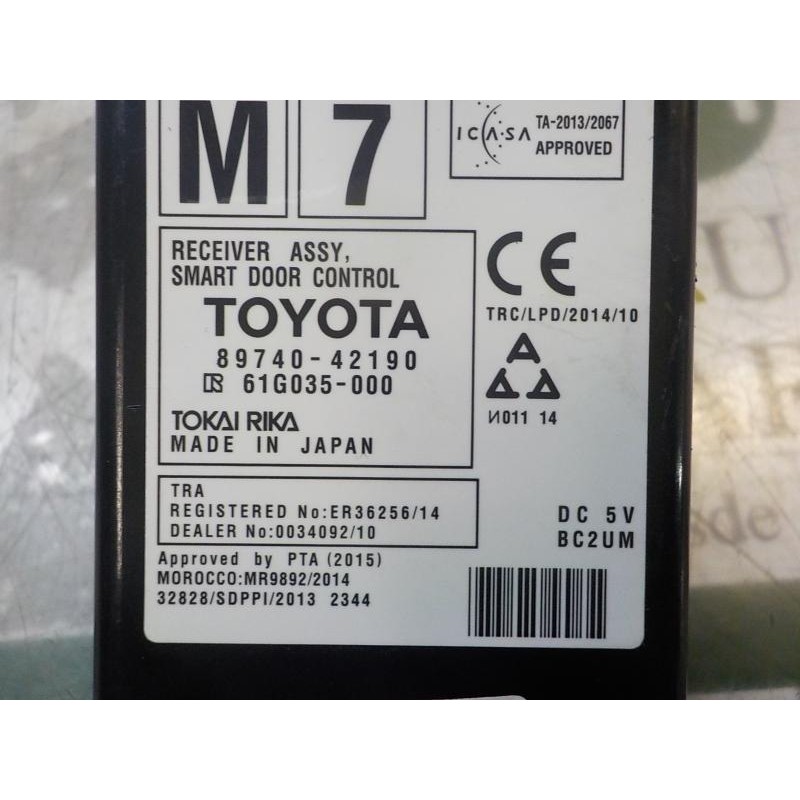 M 7
ICASA TA-2013/2067
APPROVED
RECEIVER ASSY,
SMART DOOR CONTROL
TOYOTA
89740-42190
61G035-000
TOKAI RIKA
MADE IN JAPAN
CE
TRC/LPD/2014/10
И011 14
TRA
REGISTERED No:ER36256/14
DEALER No:0034092/10
DC 5V
BC2UM
Approved by PTA (2015)
MOROCCO:MR9892/2014
32828/SDPPI/2013 2344